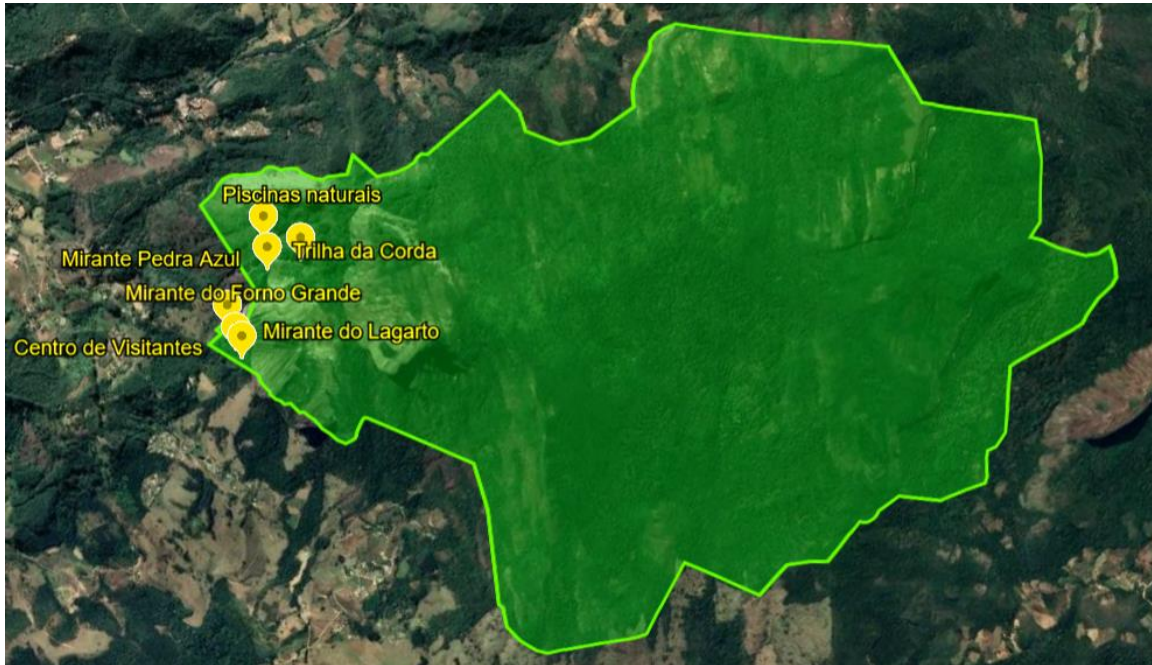 Piscinas naturais
Trilha da Corda
Mirante Pedra Azul
Mirante do Forno Grande
Mirante do Lagarto
Centro de Visitantes